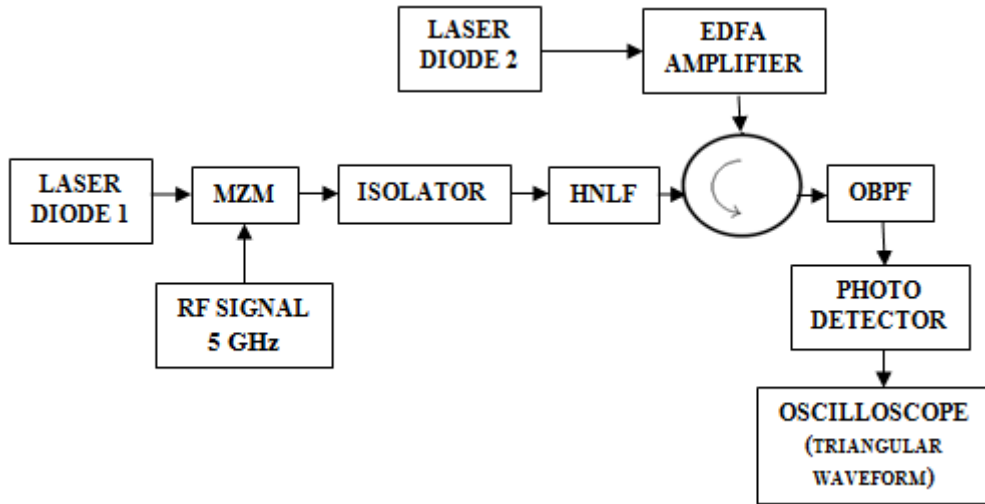 LASER
DIODE 2
EDFA
AMPLIFIER
LASER
DIODE 1
MZM
ISOLATOR
HNLF
OBPF
RF SIGNAL
5 GHz
PHOTO
DETECTOR
OSCILLOSCOPE
(TRIANGULAR
WAVEFORM)